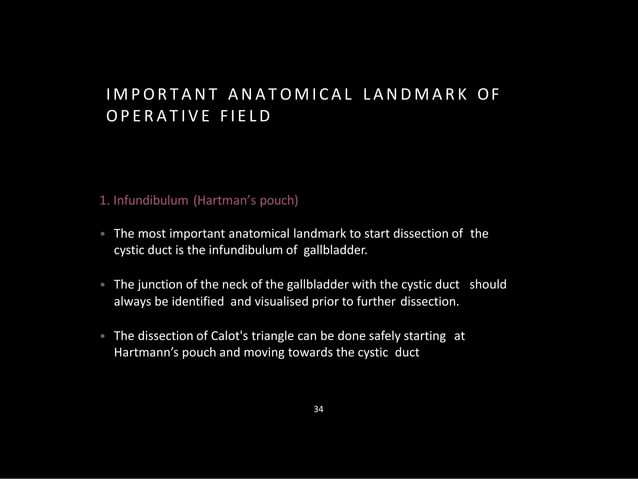 IMPORTANT ANATOMICAL LANDMARK OF
OPERATIVE FIELD
1. Infundibulum (Hartman’s pouch)
• The most important anatomical landmark to start dissection of the
cystic duct is the infundibulum of gallbladder.
• The junction of the neck of the gallbladder with the cystic duct should
always be identified and visualised prior to further dissection.
• The dissection of Calot's triangle can be done safely starting at
Hartmann’s pouch and moving towards the cystic duct
34